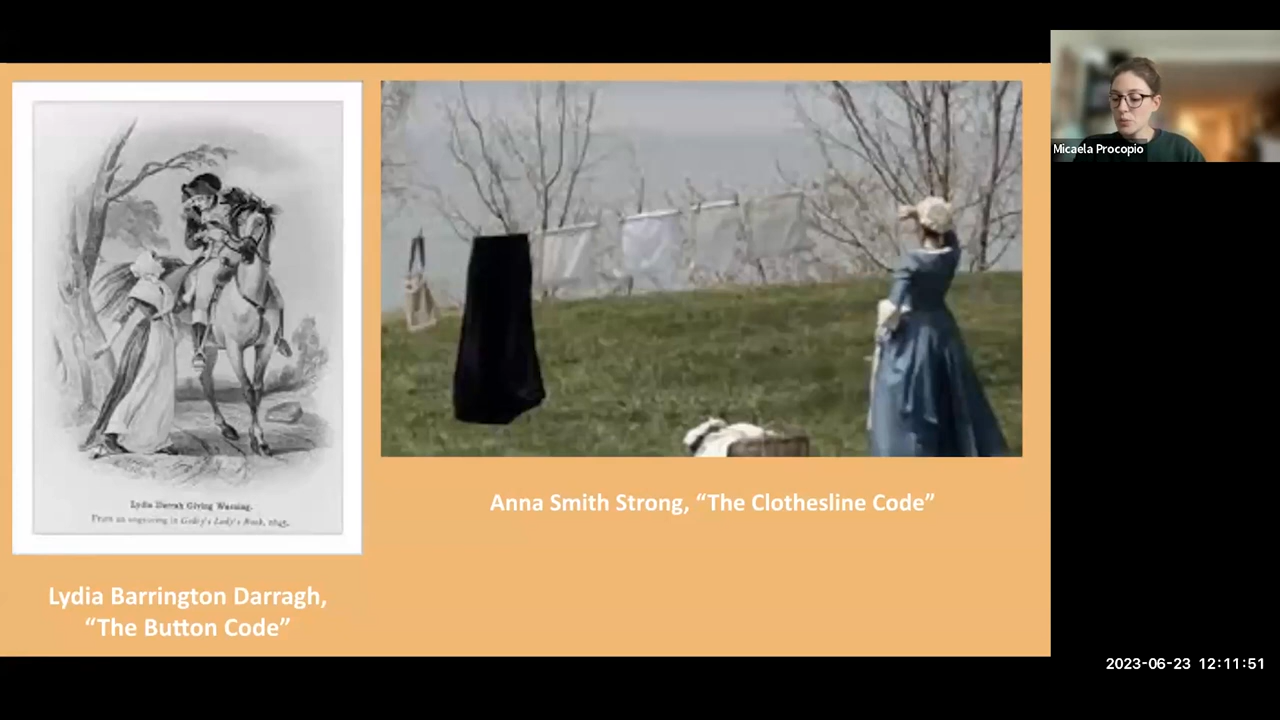 Micaela Procopio
Lydia Darrah Giving Warning.
From an engraving in Godey's Lady's Book, 1845.
Anna Smith Strong, “The Clothesline Code”
Lydia Barrington Darragh,
“The Button Code”
2023-06-23 12:11:51